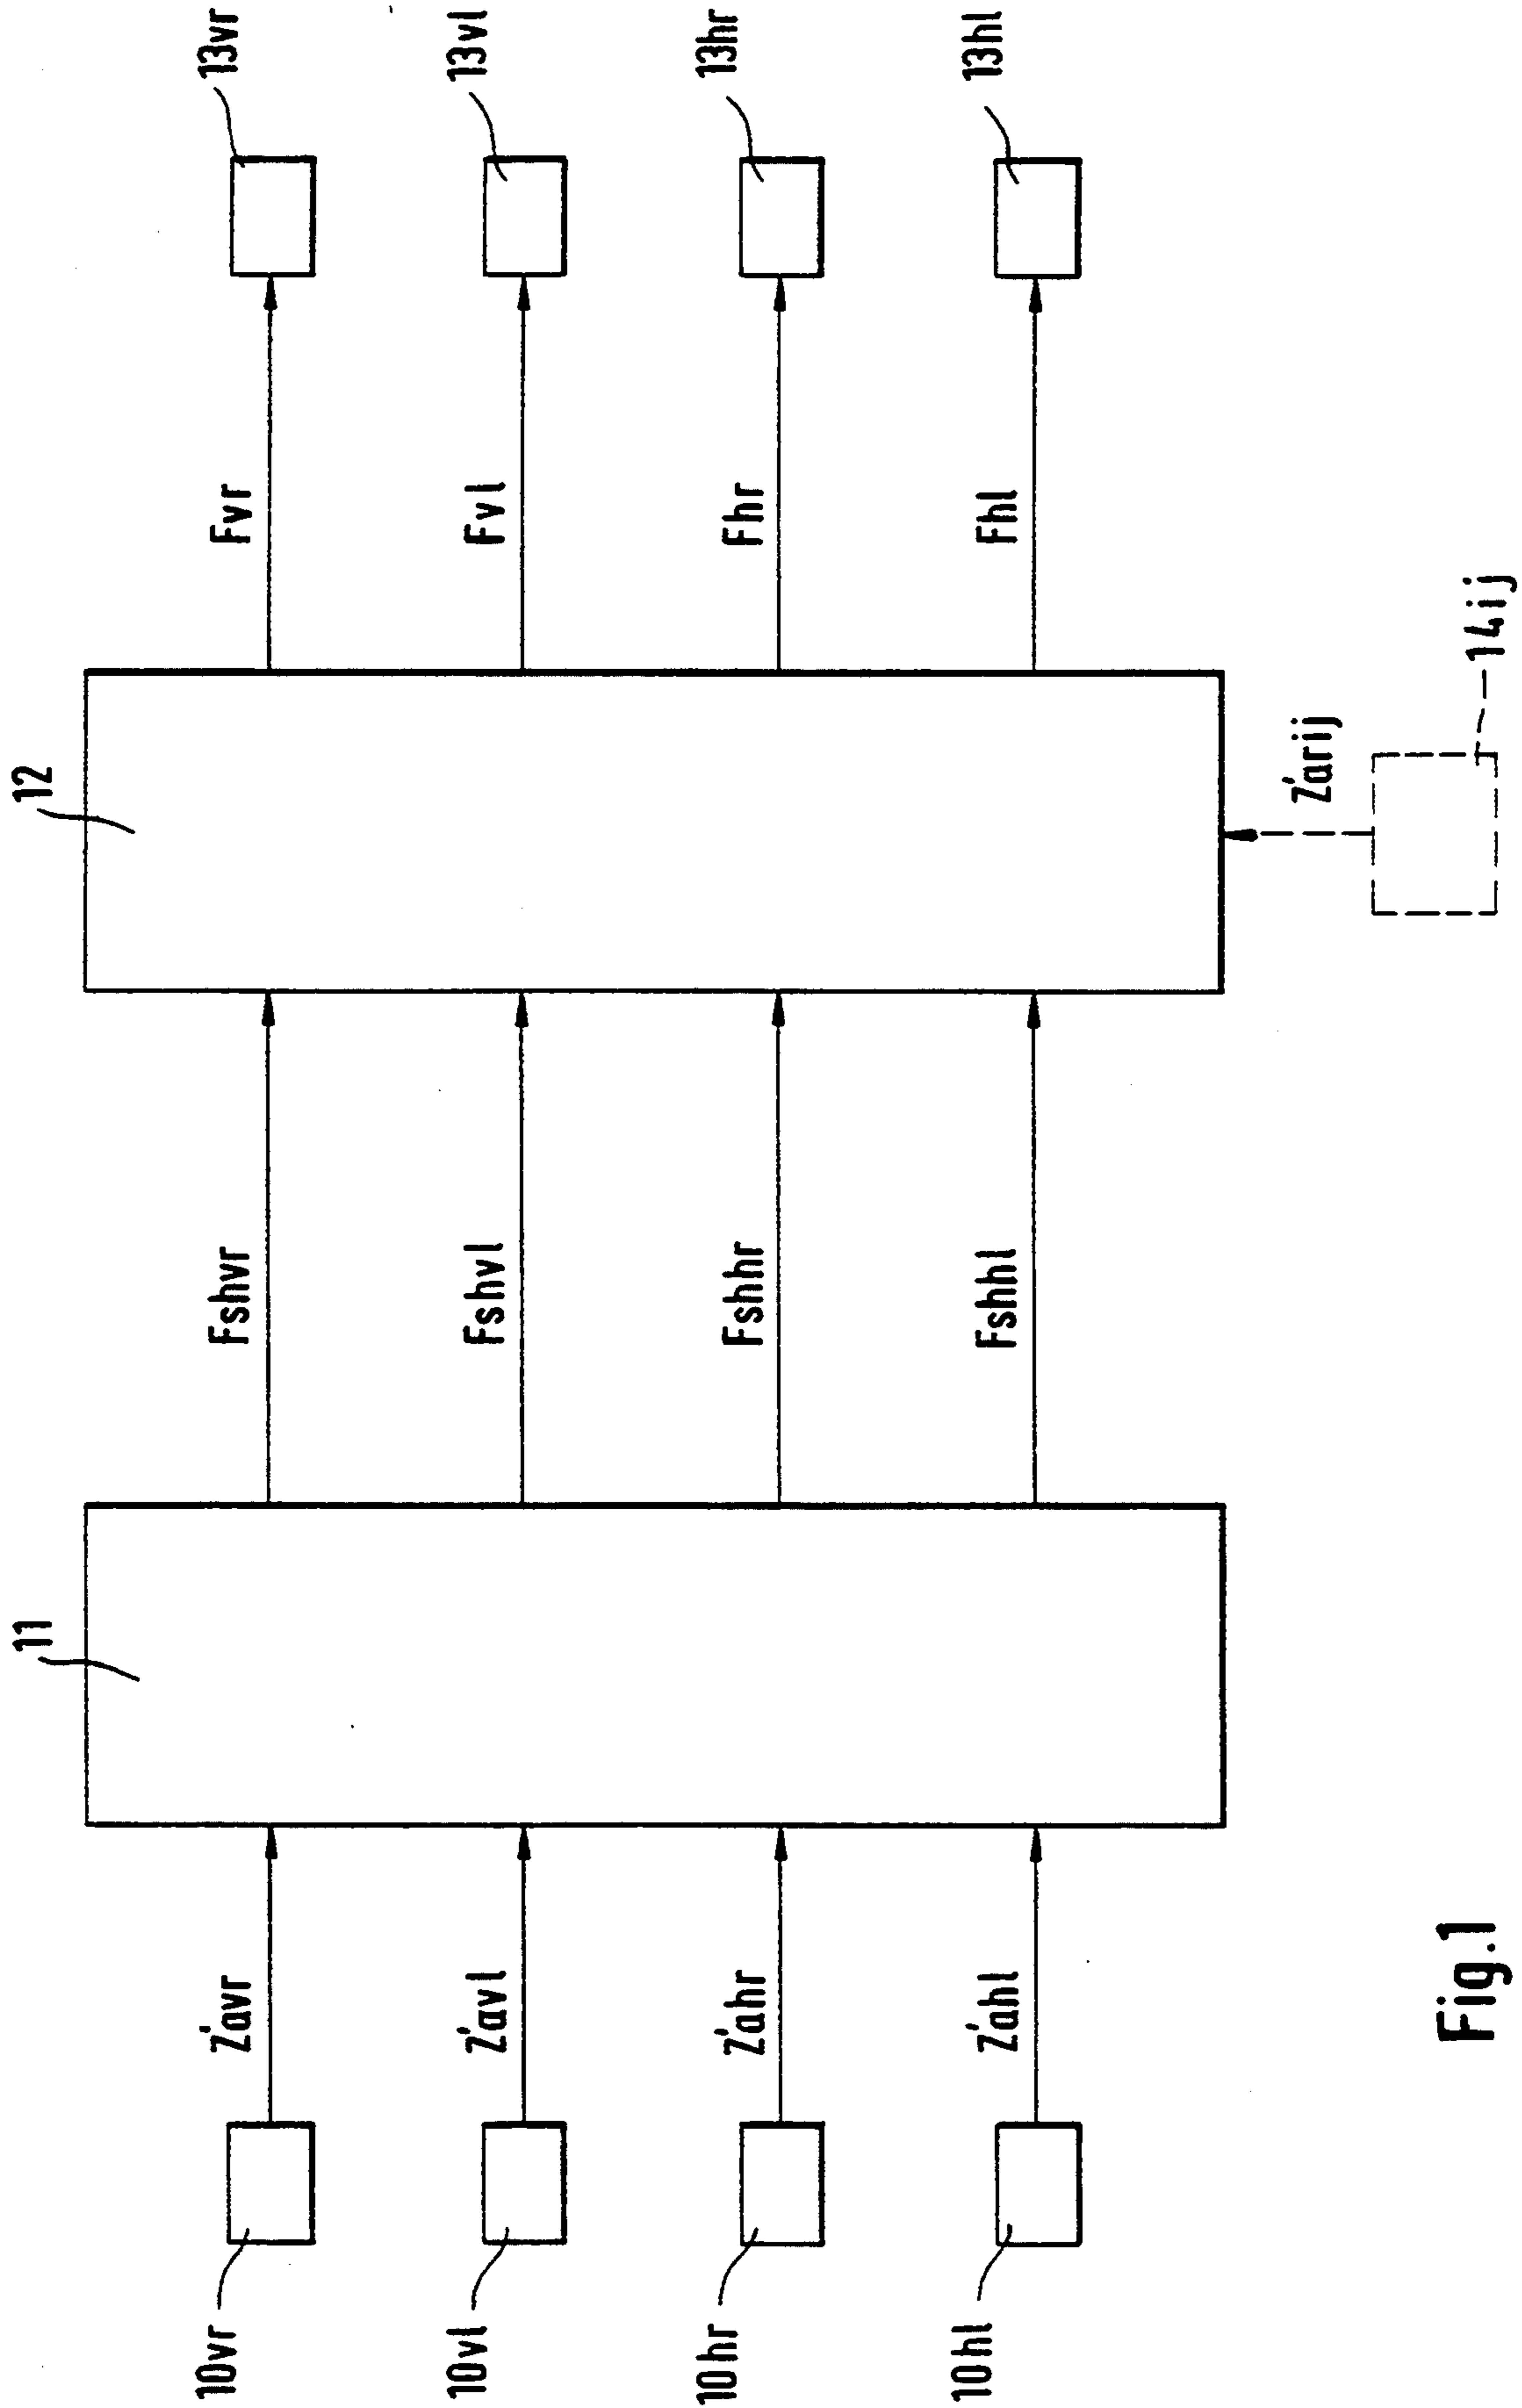 11
12
10vr
Z'avr
Fshvr
Fvr
13vr
10vl
Z'avl
Fshvl
Fvl
13vl
10hr
Z'ahr
Fshhr
Fhr
13hr
10hl
Z'ahl
Fshhl
Fhl
13hl
Z'arij
14ij
Fig.1